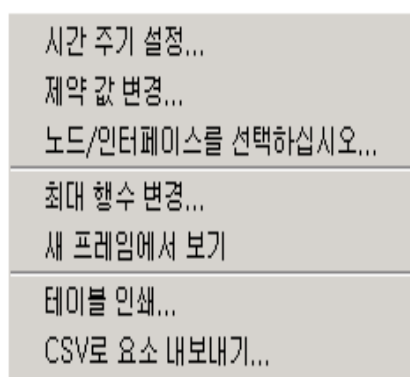 시간 주기 설정...
제약 값 변경...
노드/인터페이스를 선택하십시오...
최대 행수 변경...
새 프레임에서 보기
테이블 인쇄...
CSV로 요소 내보내기...